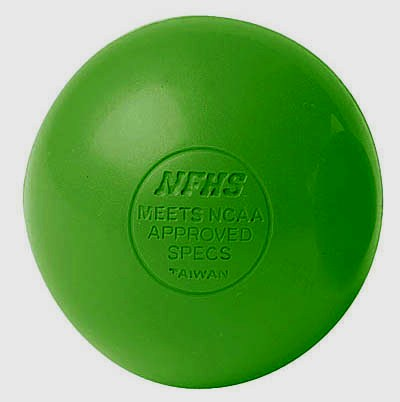 NFHS
MEETS NCAA
APPROVED
SPECS
TAIWAN